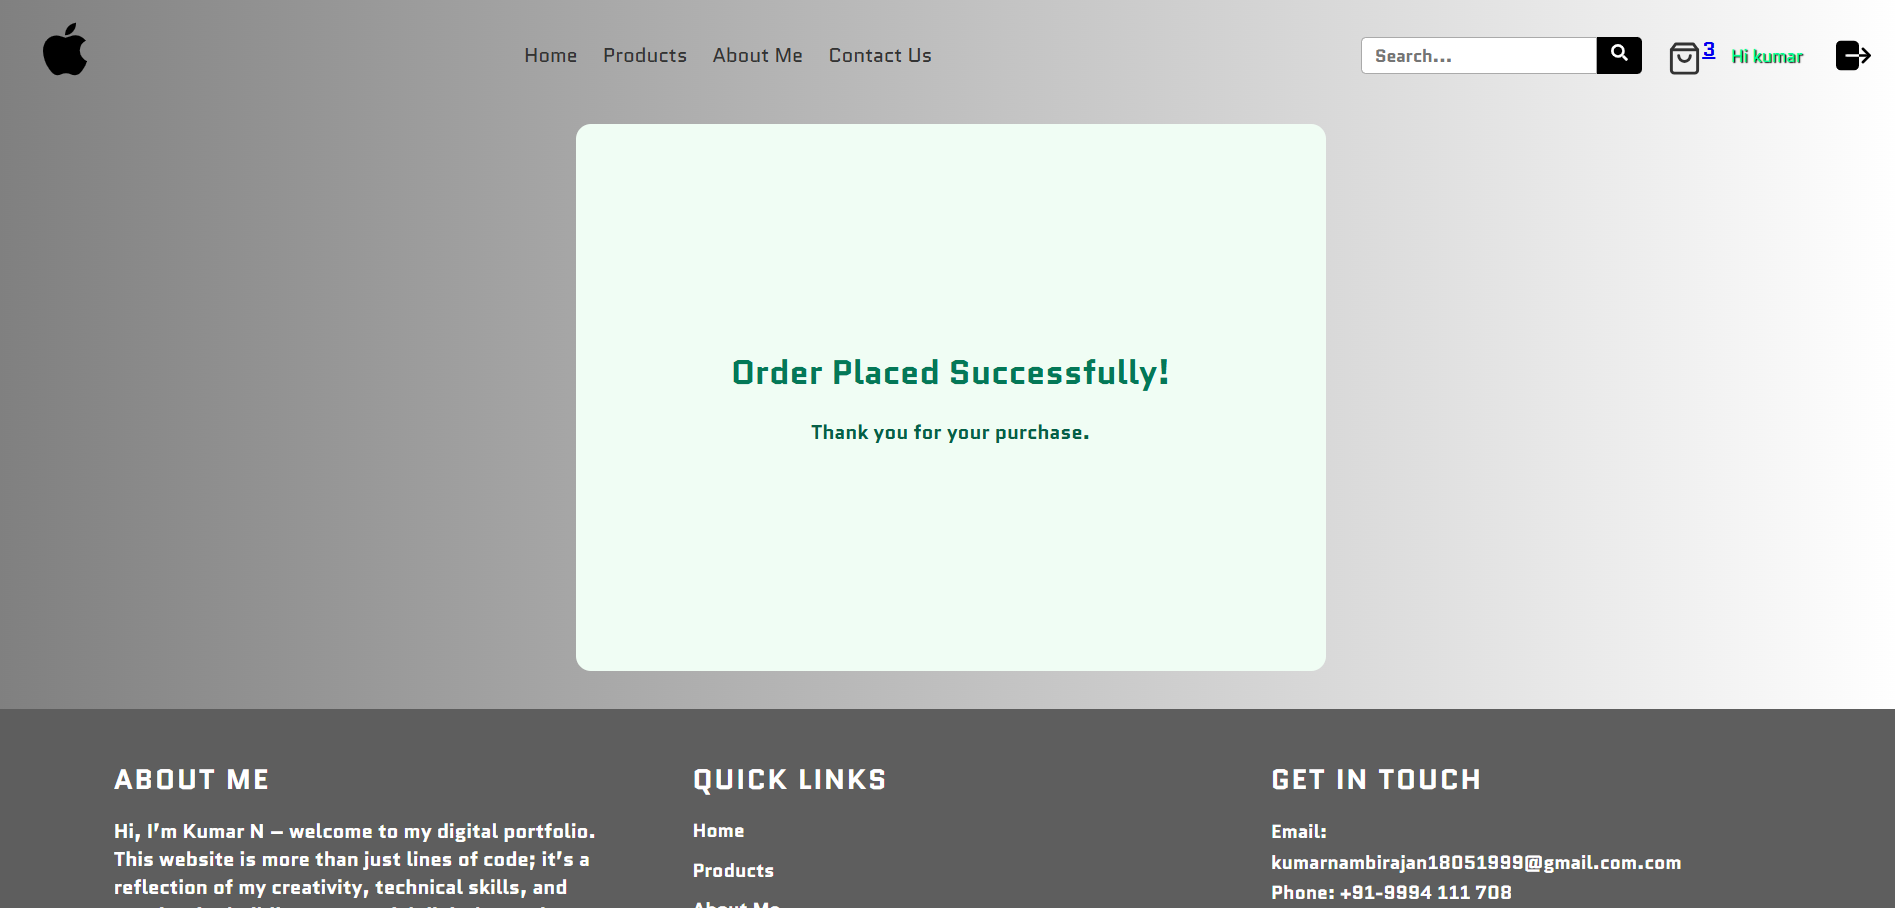 Home Products About Me Contact Us
Search...
3
Hi kumar
Order Placed Successfully!
Thank you for your purchase.
ABOUT ME
Hi, I'm Kumar N – welcome to my digital portfolio.
This website is more than just lines of code; it's a
reflection of my creativity, technical skills, and
QUICK LINKS
Home
Products
About Me
GET IN TOUCH
Email:
kumarnambirajan18051999@gmail.com.com
Phone: +91-9994 111 708